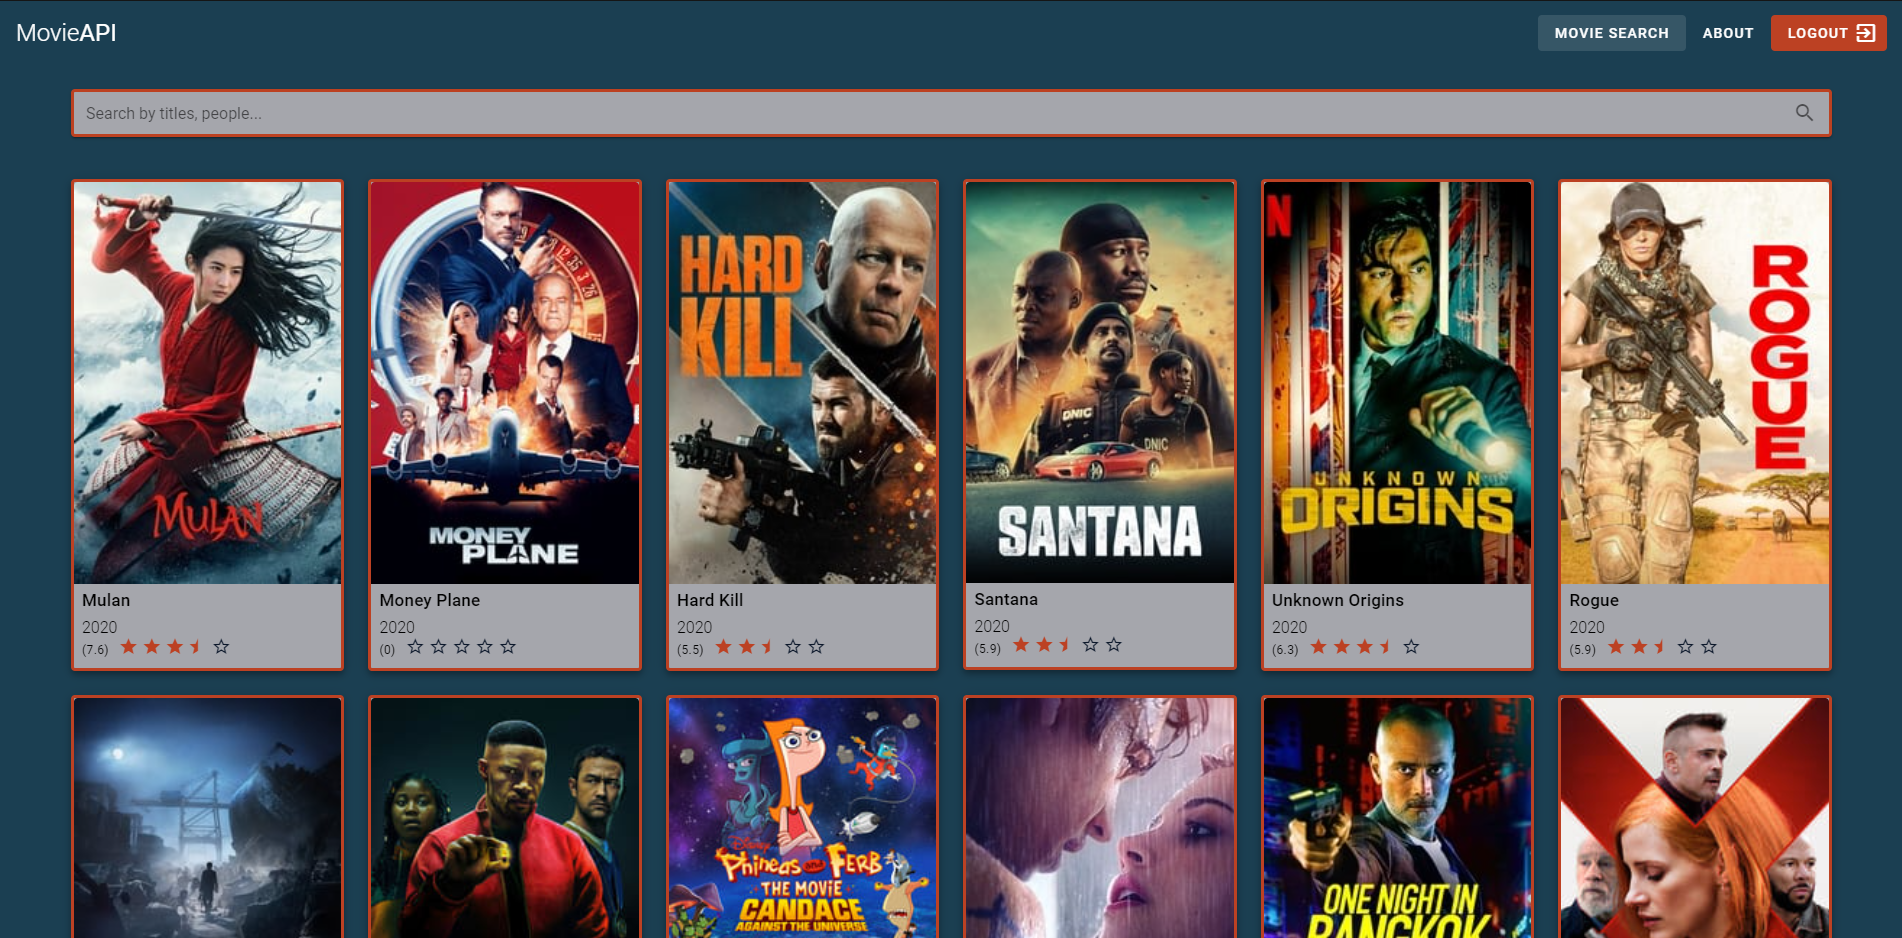 MovieAPI
MOVIE SEARCH
ABOUT
LOGOUT
Search by titles, people...
MULAN
MONEY
PLANE
HARD
KILL
DNIC
DNIC
SANTANA
N
UNKNOWN
ORIGINS
ROGUE
Mulan
2020
(7.6)
Money Plane
2020
(0)
Hard Kill
2020
(5.5)
Santana
2020
(5.9)
Unknown Origins
2020
(6.3)
Rogue
2020
(5.9)
Disney
Phineas and FERB
THE MOVIE
CANDACE
AGAINST THE UNIVERSE
ONE NIGHT IN
BANGKOK